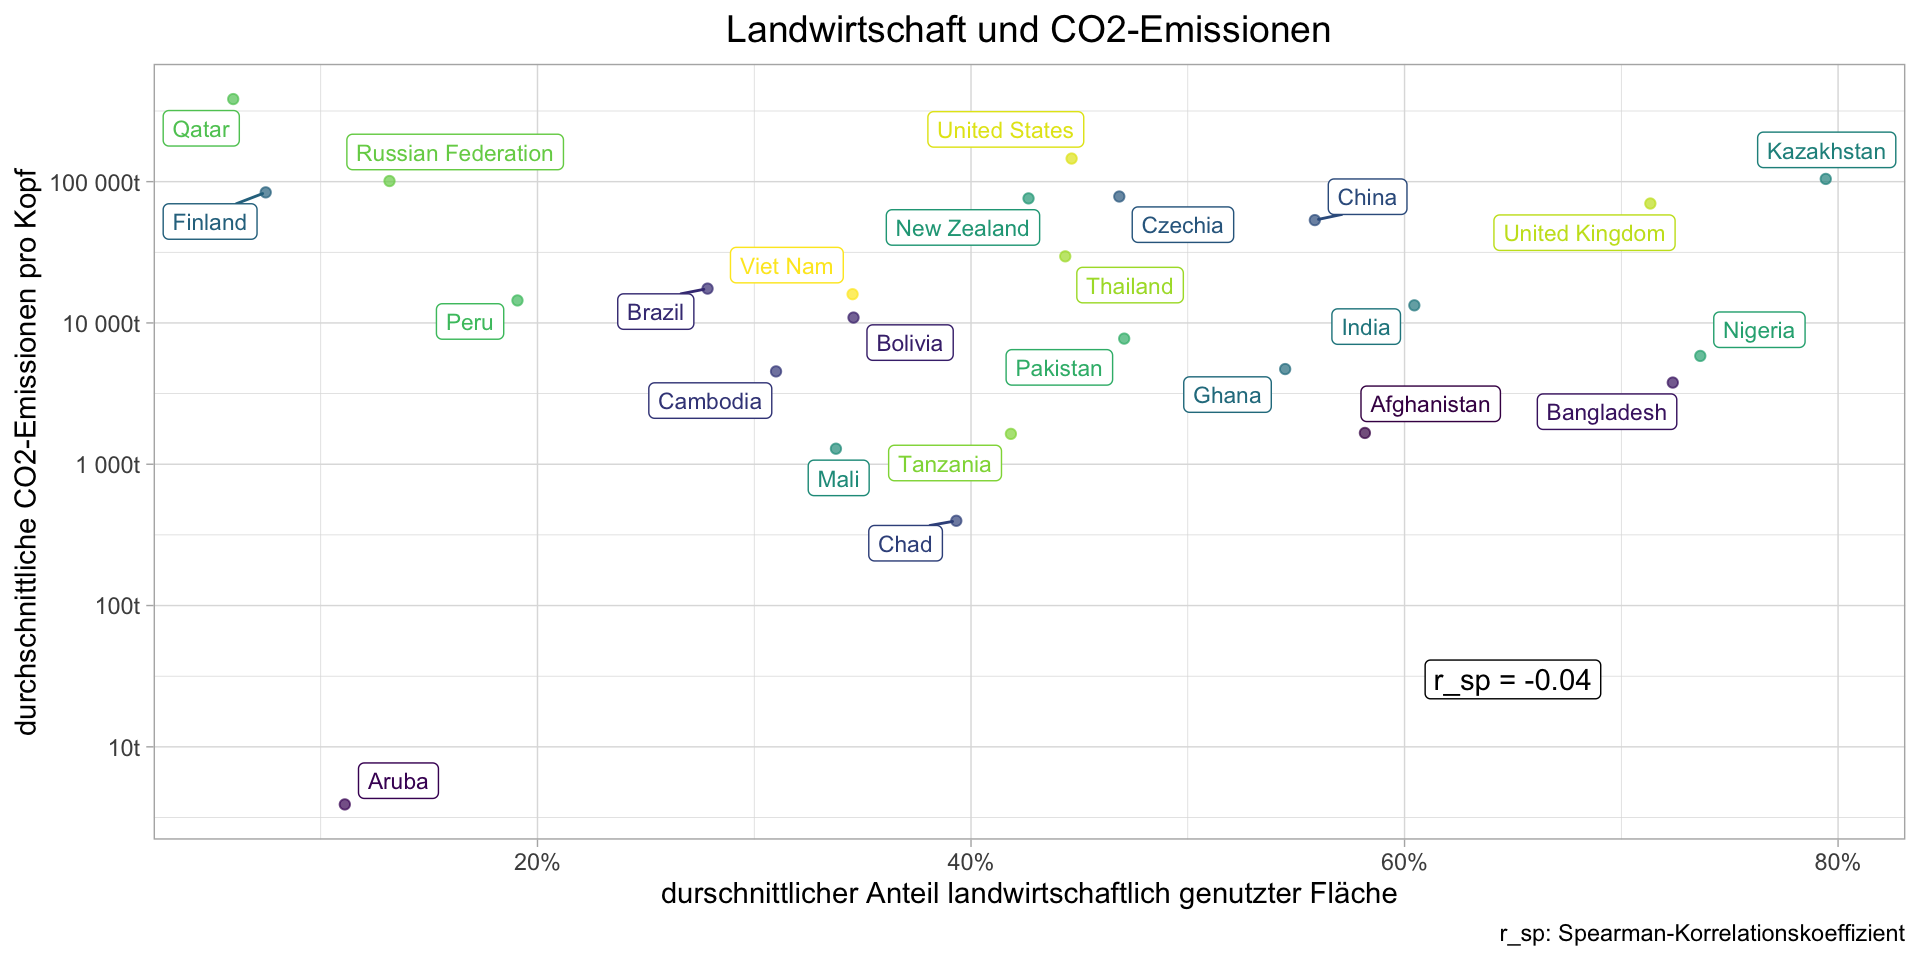 Landwirtschaft und CO2-Emissionen
durchschnittliche CO2-Emissionen pro Kopf
100 000t
10 000t
1 000t
100t
10t
Qatar
Russian Federation
Finland
United States
Kazakhstan
China
New Zealand
Czechia
United Kingdom
Viet Nam
Thailand
Brazil
Peru
Bolivia
India
Nigeria
Pakistan
Cambodia
Ghana
Afghanistan
Bangladesh
Tanzania
Mali
Chad
r_sp = -0.04
Aruba
20%
40%
60%
80%
durschnittlicher Anteil landwirtschaftlich genutzter Fläche
r_sp: Spearman-Korrelationskoeffizient